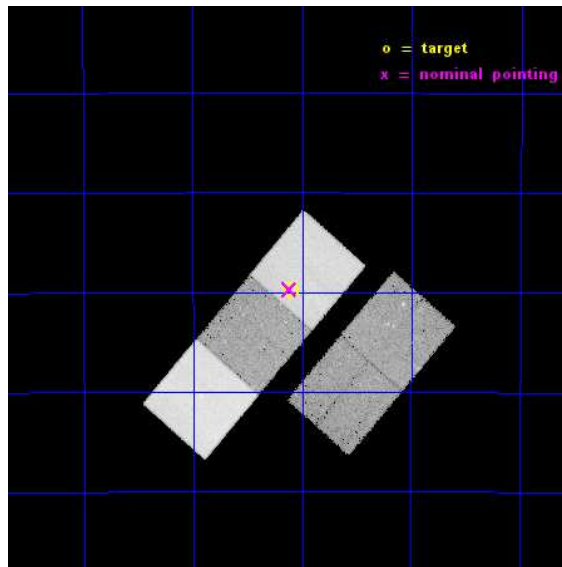 o = target
x = nominal pointing